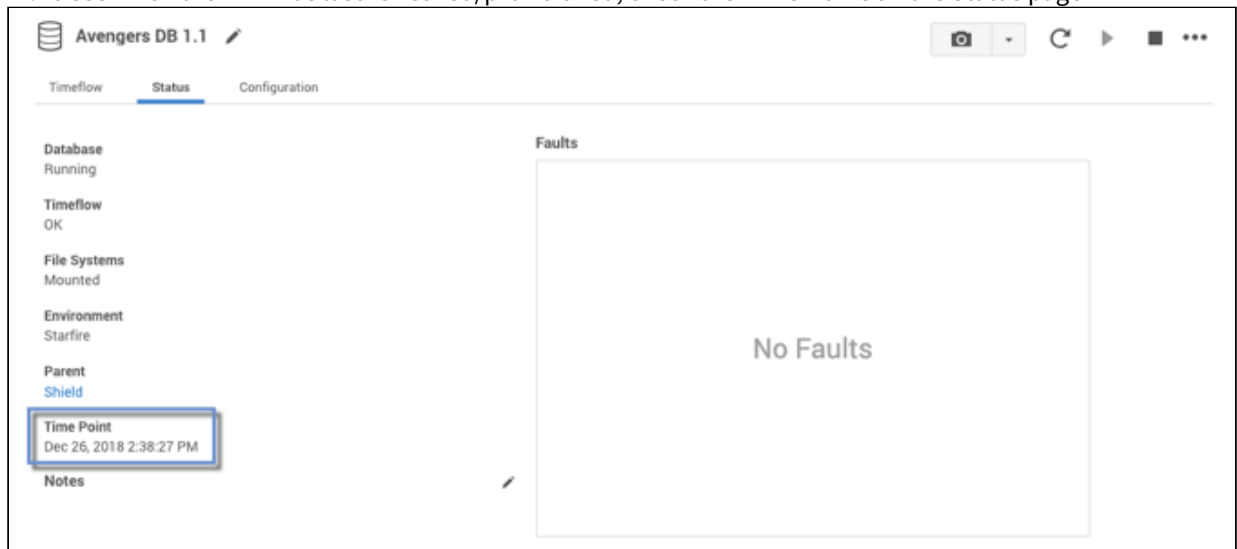 Avengers DB 1.1
Timeflow Status Configuration
Database
Running
Timeflow
OK
File Systems
Mounted
Environment
Starfire
Parent
Shield
Time Point
Dec 26, 2018 2:38:27 PM
Notes
Faults
No Faults